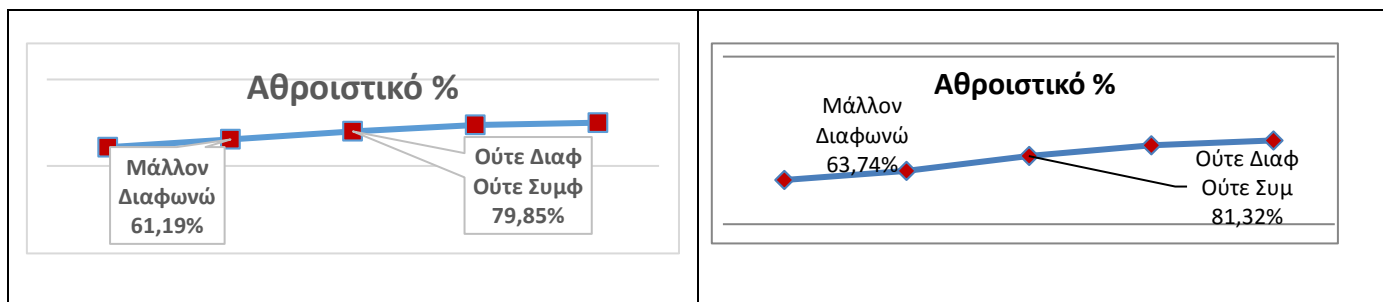 Αθροιστικό %
Μάλλον
Διαφωνώ
61,19%
Ούτε Διαφ
Ούτε Συμφ
79,85%
Αθροιστικό %
Μάλλον
Διαφωνώ
63,74%
Ούτε Διαφ
Ούτε Συμ
81,32%